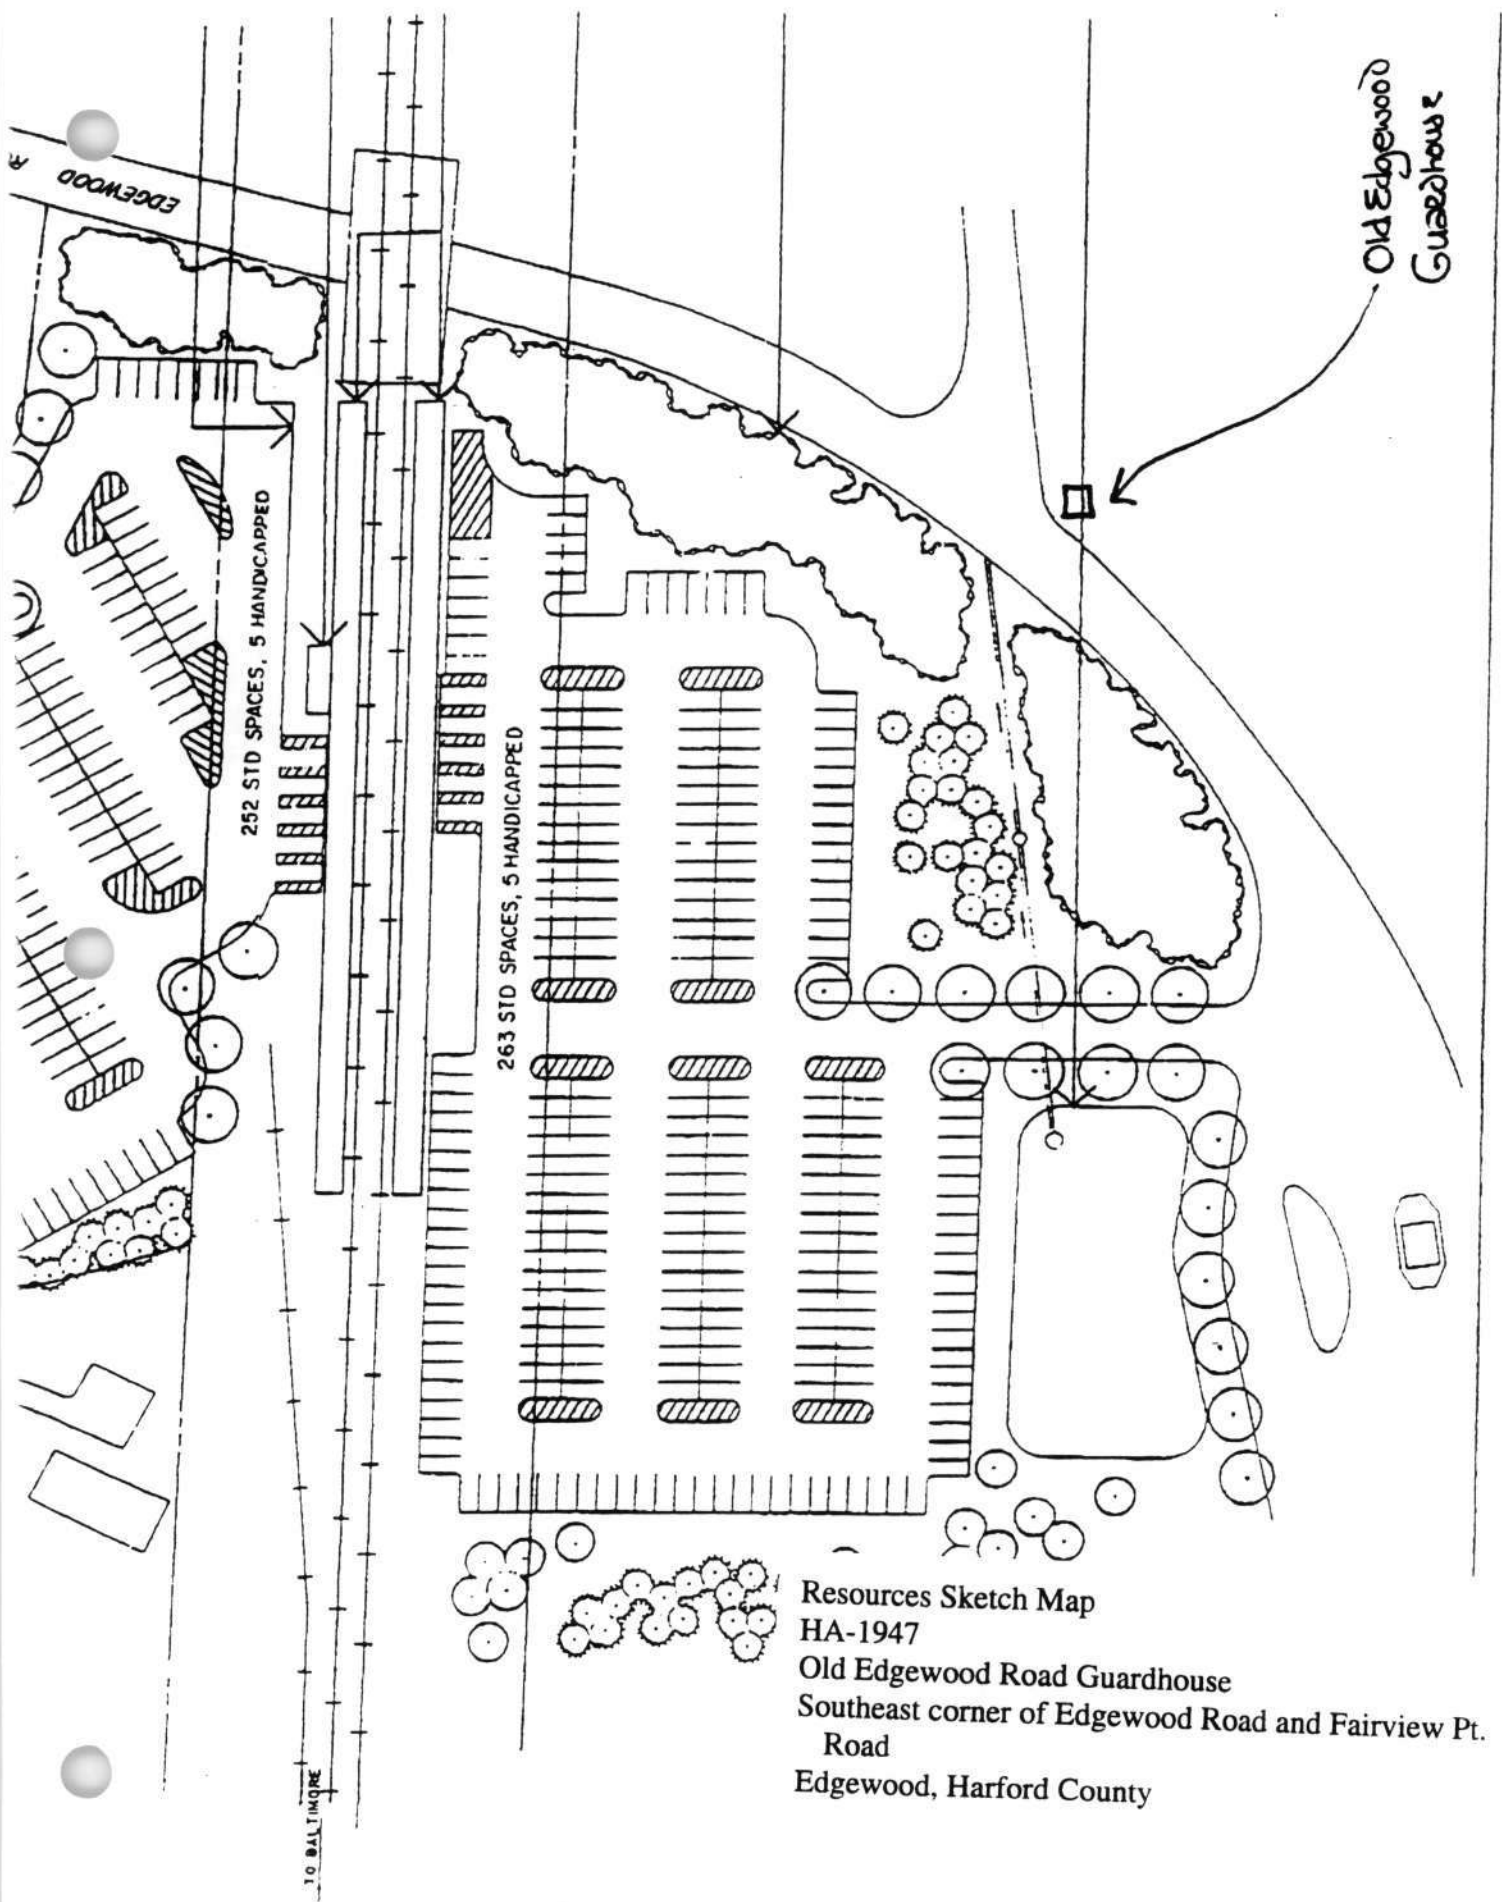 Old Edgewood
Guardhouse
EDGEWOOD
252 STD SPACES, 5 HANDICAPPED
263 STD SPACES, 5 HANDICAPPED
TO BALTIMORE
Resources Sketch Map
HA-1947
Old Edgewood Road Guardhouse
Southeast corner of Edgewood Road and Fairview Pt.
Road
Edgewood, Harford County